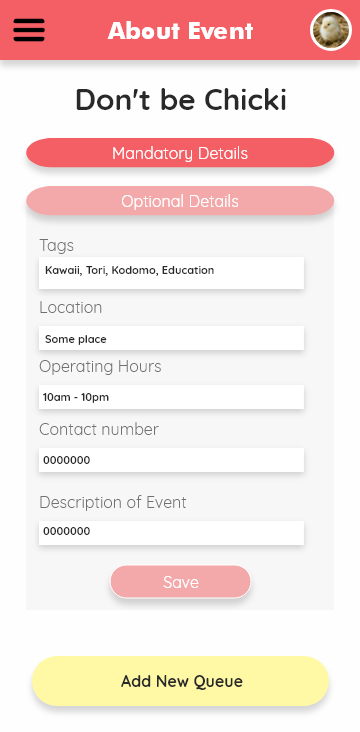 About Event
Don't be Chicki
Mandatory Details
Optional Details
Tags
Kawaii, Tori, Kodomo, Education
Location
Some place
Operating Hours
10am - 10pm
Contact number
0000000
Description of Event
0000000
Save
Add New Queue